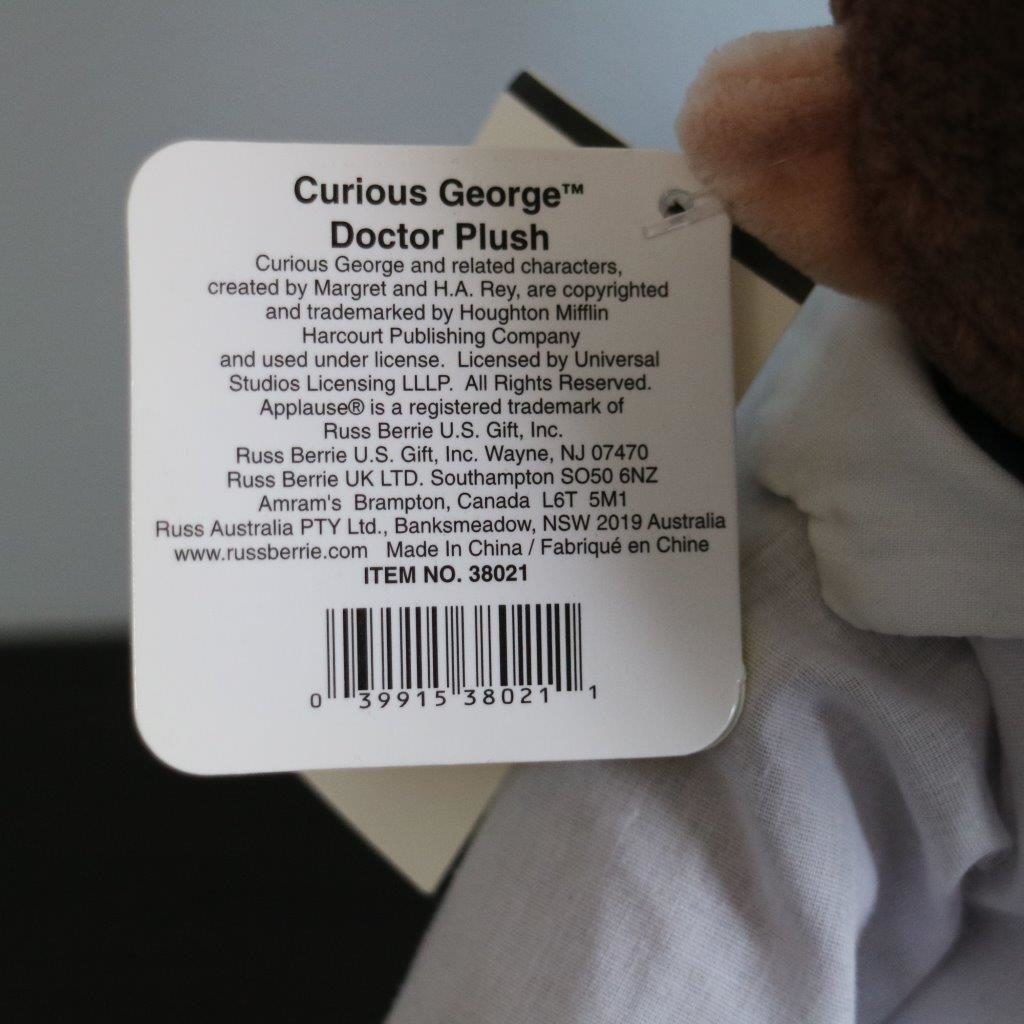 Curious George™
Doctor Plush
Curious George and related characters,
created by Margret and H.A. Rey, are copyrighted
and trademarked by Houghton Mifflin
Harcourt Publishing Company
and used under license. Licensed by Universal
Studios Licensing LLLP. All Rights Reserved.
Applause® is a registered trademark of
Russ Berrie U.S. Gift, Inc.
Russ Berrie U.S. Gift, Inc. Wayne, NJ 07470
Russ Berrie UK LTD. Southampton SO50 6NZ
Amram's Brampton, Canada L6T 5M1
Russ Australia PTY Ltd., Banksmeadow, NSW 2019 Australia
www.russberrie.com Made In China / Fabriqué en Chine
ITEM NO. 38021
0 39915 38021 1